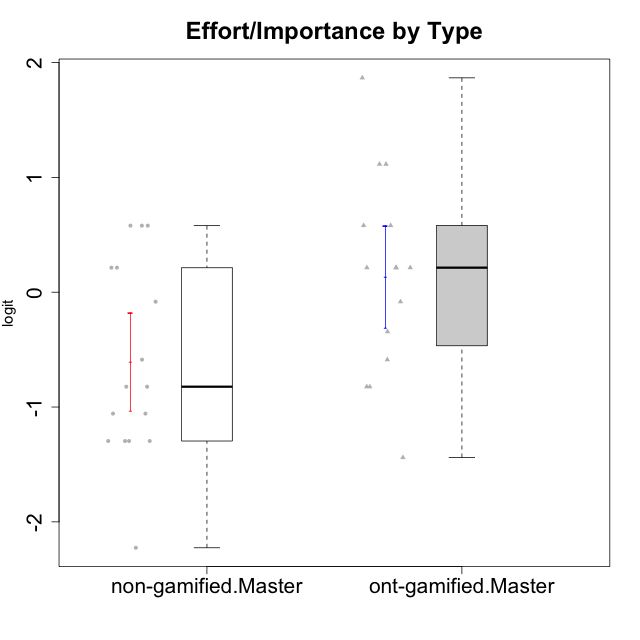 Effort/Importance by Type
2
1
0
-1
-2
logit
non-gamified.Master
ont-gamified.Master